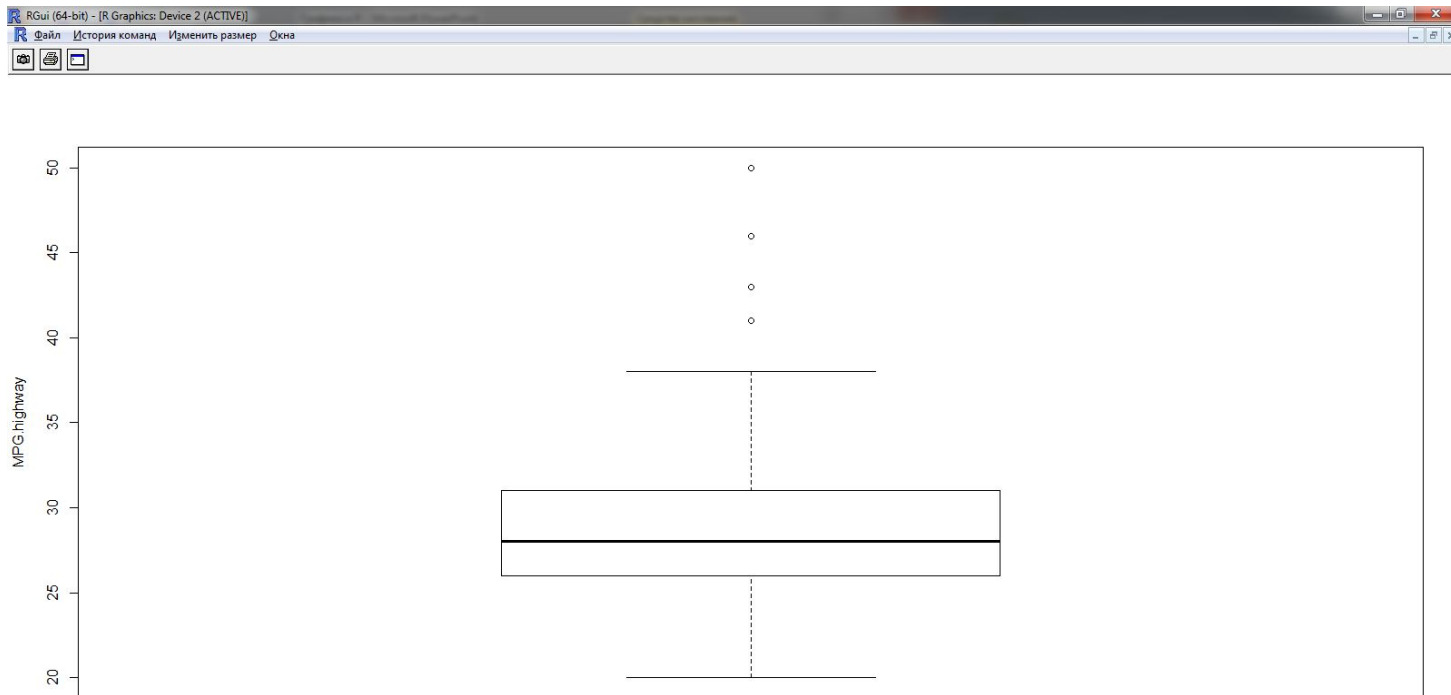 RGui (64-bit) - [R Graphics: Device 2 (ACTIVE)]
Файл История команд Изменить размер Окна
50
45
40
35
30
25
20
MPG.highway